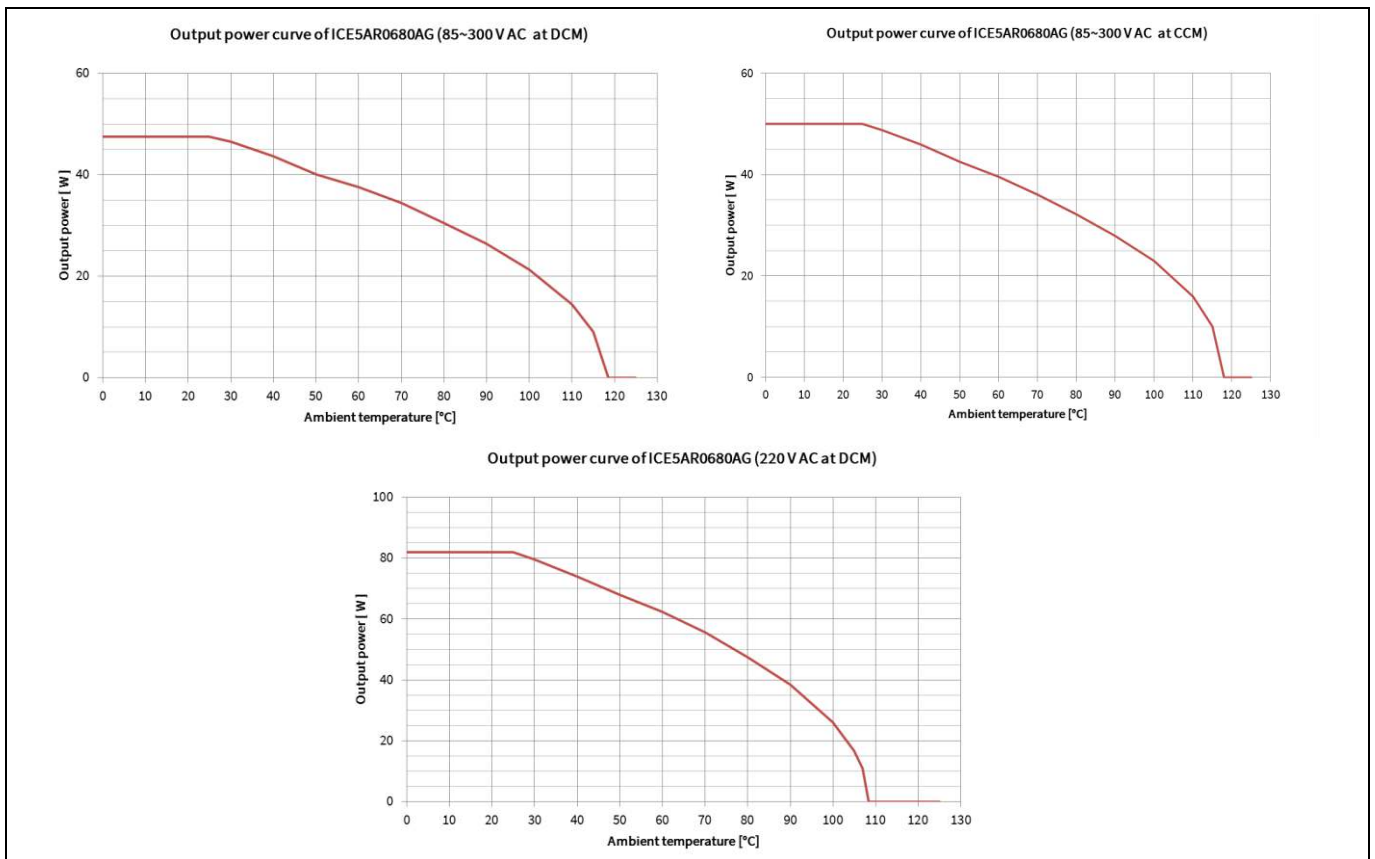 Output power curve of ICE5AR0680AG (85~300 V AC at DCM)
60
40
20
0
Output power [ W]
0 10 20 30 40 50 60 70 80 90 100 110 120 130
Ambient temperature [°C]
Output power curve of ICE5AR0680AG (85~300 V AC at CCM)
60
40
20
0
Output power [ W]
0 10 20 30 40 50 60 70 80 90 100 110 120 130
Ambient temperature [°C]
Output power curve of ICE5AR0680AG (220 V AC at DCM)
100
80
60
40
20
0
Output power [ W]
0 10 20 30 40 50 60 70 80 90 100 110 120 130
Ambient temperature [°C]